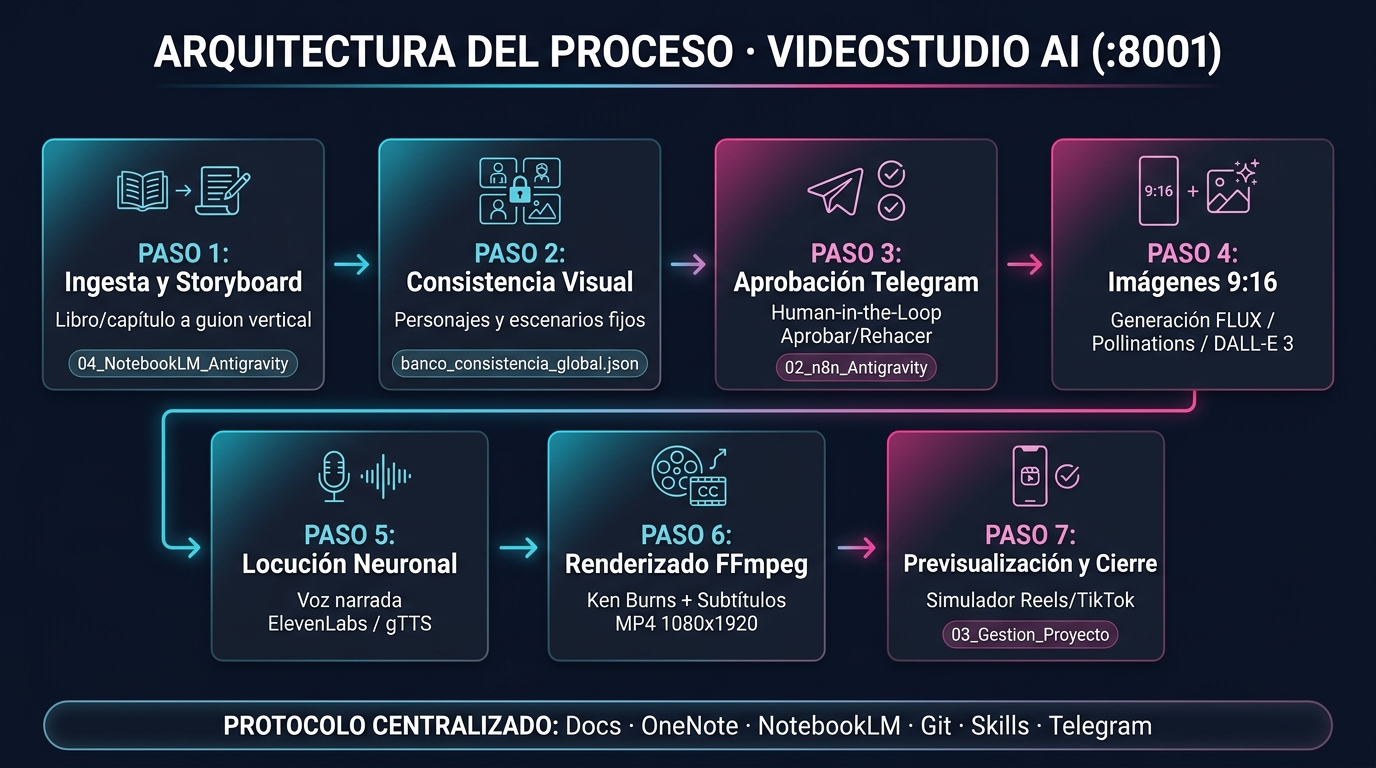 ARQUITECTURA DEL PROCESO · VIDEOSTUDIO AI (:8001)
PASO 1:
Ingesta y Storyboard
Libro/capítulo a guion vertical
04_NotebookLM_Antigravity
PASO 2:
Consistencia Visual
Personajes y escenarios fijos
banco_consistencia_global.json
PASO 3:
Aprobación Telegram
Human-in-the-Loop
Aprobar/Rehacer
02_n8n_Antigravity
9:16
PASO 4:
Imágenes 9:16
Generación FLUX /
Pollinations / DALL-E 3
PASO 5:
Locución Neuronal
Voz narrada
ElevenLabs / gTTS
CC
PASO 6:
Renderizado FFmpeg
Ken Burns + Subtítulos
MP4 1080x1920
PASO 7:
Previsualización y Cierre
Simulador Reels/TikTok
03_Gestion_Proyecto
PROTOCOLO CENTRALIZADO: Docs · OneNote · NotebookLM · Git · Skills · Telegram